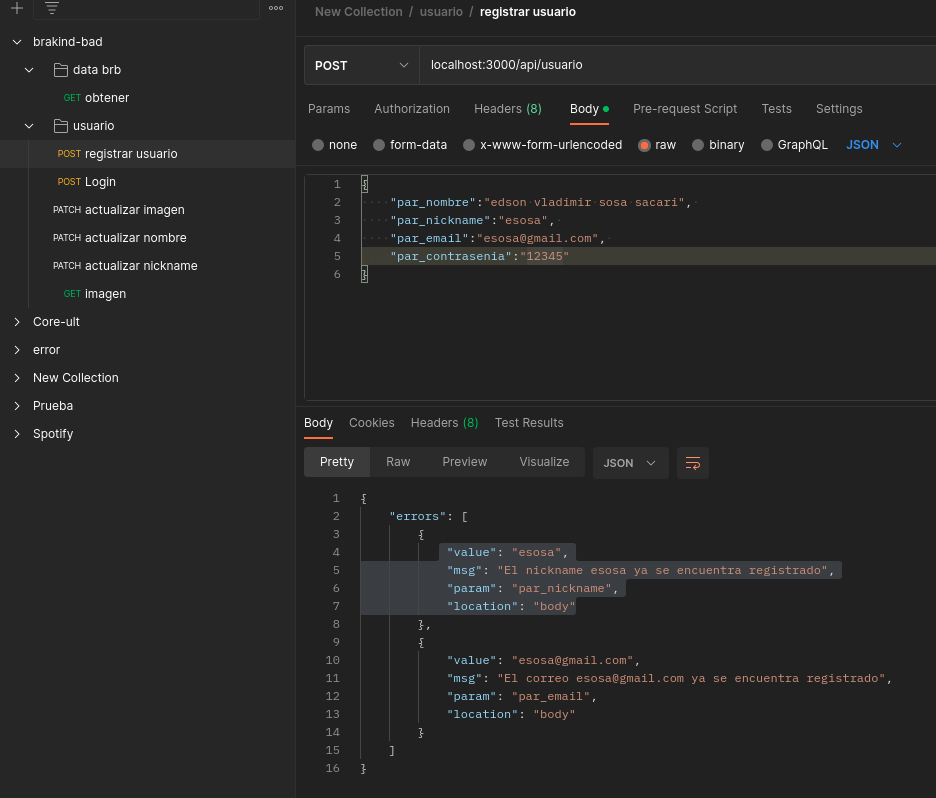 New Collection / usuario / registrar usuario
brakind-bad
data brb
GET obtener
usuario
POST registrar usuario
POST Login
PATCH actualizar imagen
PATCH actualizar nombre
PATCH actualizar nickname
GET imagen
Core-ult
error
New Collection
Prueba
Spotify
POST
localhost:3000/api/usuario
Params Authorization Headers (8) Body Pre-request Script Tests Settings
none form-data x-www-form-urlencoded raw binary GraphQL JSON
1 {
2 "par_nombre":"edson vladimir sosa sacari",
3 "par_nickname":"esosa",
4 "par_email":"esosa@gmail.com",
5 "par_contrasenia":"12345"
6 }
Body Cookies Headers (8) Test Results
Pretty Raw Preview Visualize JSON
1 {
2 "errors": [
3 {
4 "value": "esosa",
5 "msg": "El nickname esosa ya se encuentra registrado",
6 "param": "par_nickname",
7 "location": "body"
8 },
9 {
10 "value": "esosa@gmail.com",
11 "msg": "El correo esosa@gmail.com ya se encuentra registrado",
12 "param": "par_email",
13 "location": "body"
14 }
15 ]
16 }